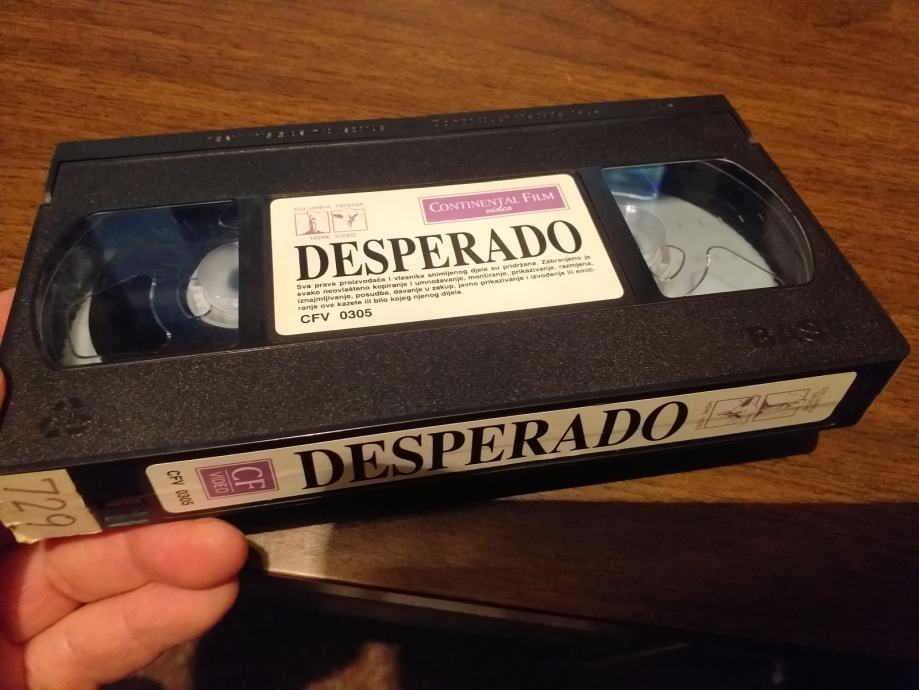 COLUMBIA TRISTAR
HOME VIDEO
CONTINENTAL FILM
video
DESPERADO
Sva prava proizvođača i vlasnika snimljenog djela su pridržana. Zabranjeno je
svako neovlašteno kopiranje i umnožavanje, montiranje, prikazivanje, razmjena,
iznajmljivanje, posudba, davanje u zakup, javno prikazivanje i izvođenje ili emiti-
ranje ove kazete ili bilo kojeg njenog dijela.
CFV 0305
BASF
729
CFV 0305
CF
VIDEO
DESPERADO